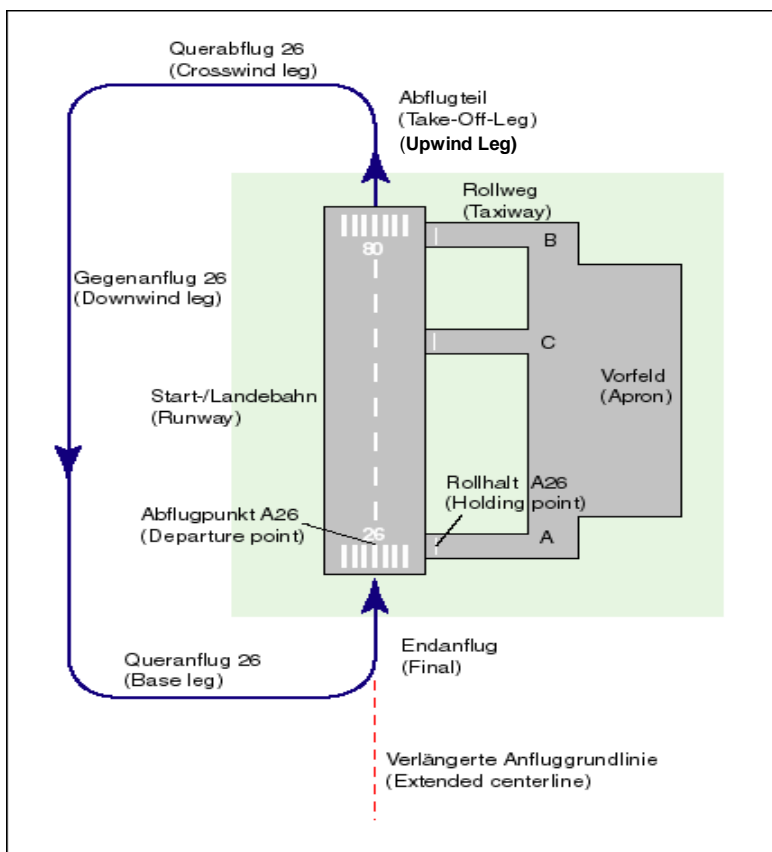 Querabflug 26
(Crosswind leg)
Abflugteil
(Take-Off-Leg)
(Upwind Leg)
Rollweg
(Taxiway)
B
80
Gegenanflug 26
(Downwind leg)
C
Vorfeld
(Apron)
Start-/Landebahn
(Runway)
Rollhalt A26
(Holding point)
Abflugpunkt A26
(Departure point)
26
A
Endanflug
(Final)
Queranflug 26
(Base leg)
Verlängerte Anfluggrundlinie
(Extended centerline)